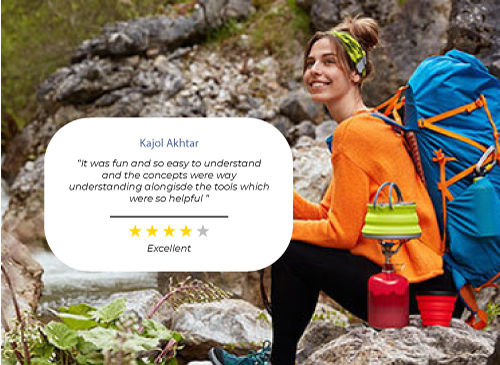 Kajol Akhtar
"It was fun and so easy to understand
and the concepts were way
understanding alongisde the tools which
were so helpful "
Excellent